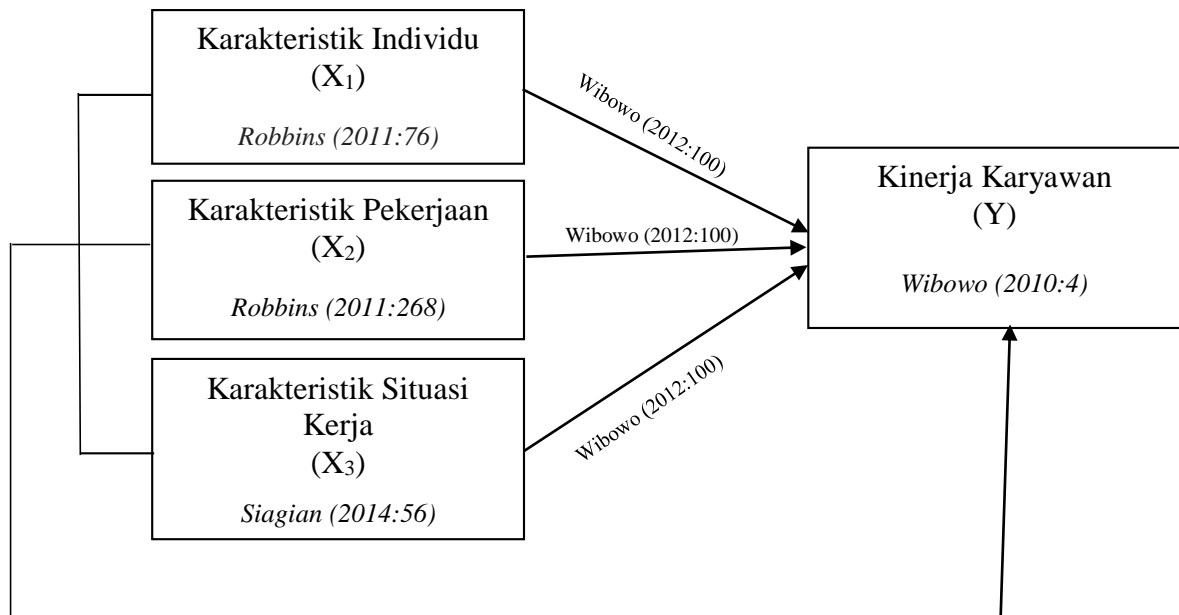 Karakteristik Individu
(X₁)
Robbins (2011:76)
Wibowo (2012:100)
Karakteristik Pekerjaan
(X₂)
Robbins (2011:268)
Wibowo (2012:100)
Karakteristik Situasi
Kerja
(X₃)
Siagian (2014:56)
Wibowo (2012:100)
Kinerja Karyawan
(Y)
Wibowo (2010:4)